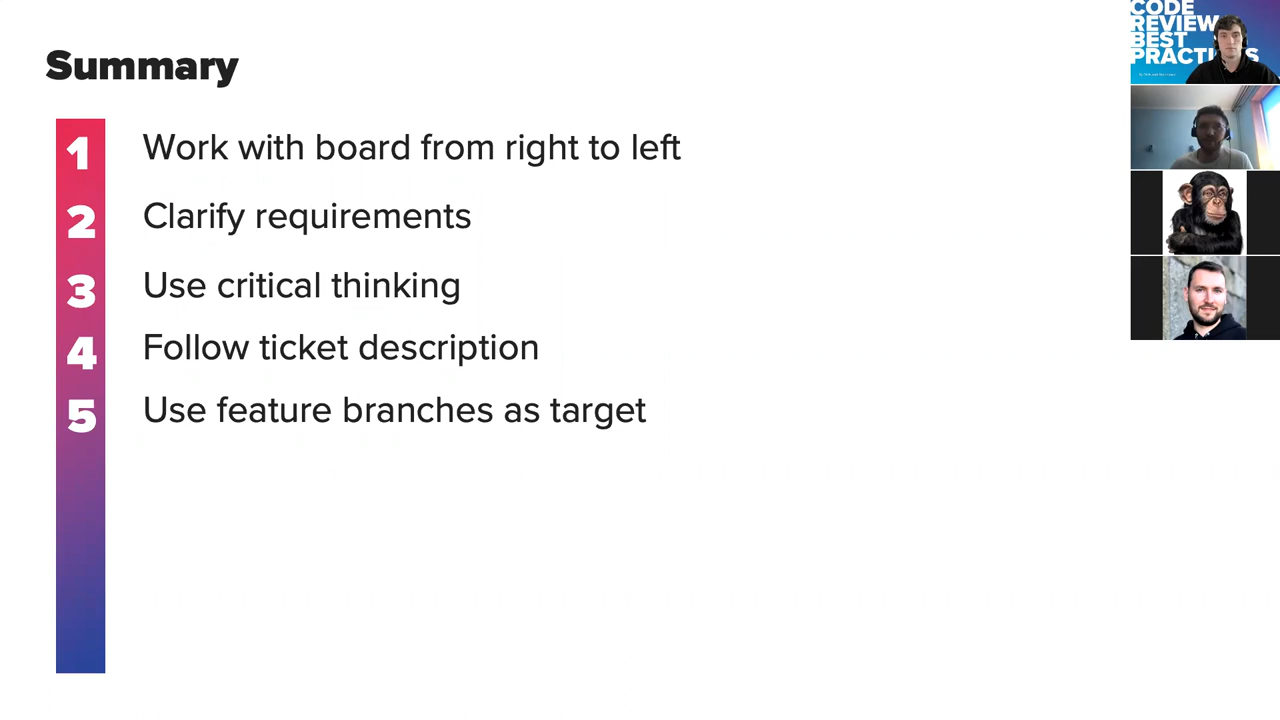 Summary
1 Work with board from right to left
2 Clarify requirements
3 Use critical thinking
4 Follow ticket description
5 Use feature branches as target
CODE
REVIEW
BEST